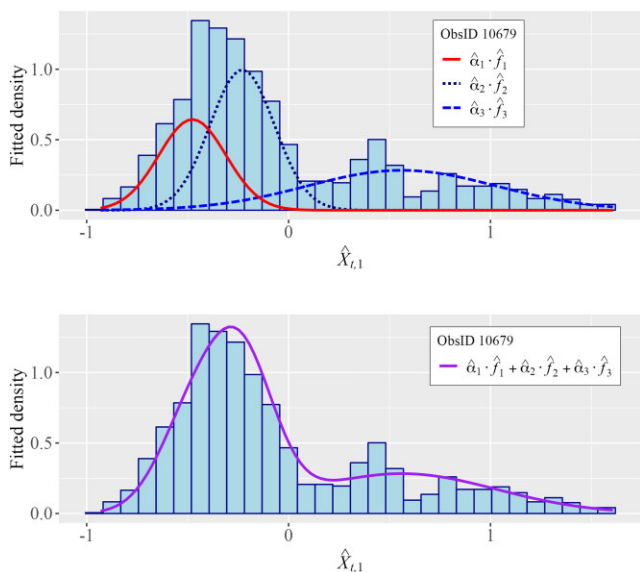 ObsID 10679
α̂₁ · f̂₁
α̂₂ · f̂₂
α̂₃ · f̂₃
Fitted density
1.0
0.5
0.0
-1 0 1
X̂ₜ,₁
ObsID 10679
α̂₁ · f̂₁ + α̂₂ · f̂₂ + α̂₃ · f̂₃
Fitted density
1.0
0.5
0.0
-1 0 1
X̂ₜ,₁